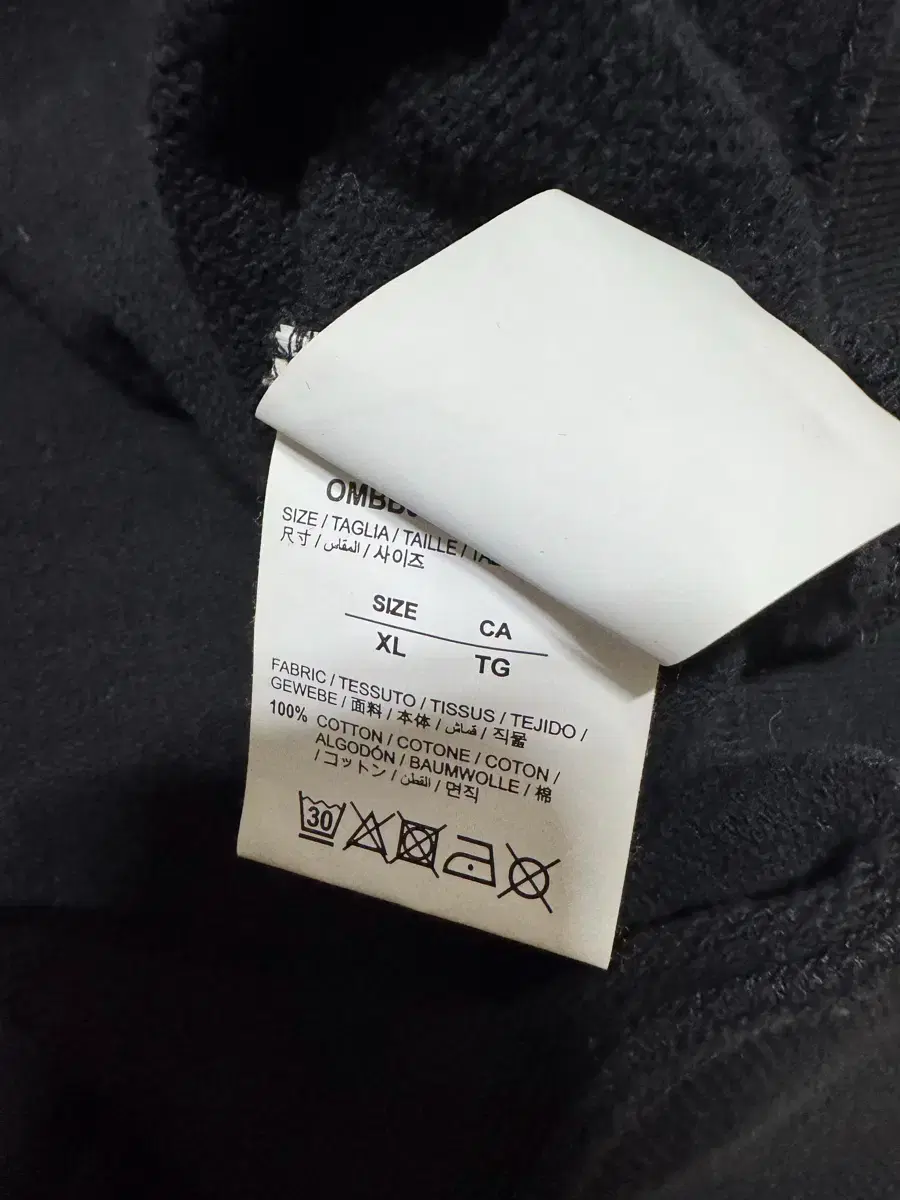 SIZE / TAGLIA / TAILLE /
尺寸 / المقاس / 사이즈
SIZE CA
XL TG
FABRIC / TESSUTO / TISSUS / TEJIDO /
GEWEBE / 面料 / 本体 / قماش / 직물
100% COTTON / COTONE / COTON /
ALGODÓN / BAUMWOLLE / 棉
/ コットン / القطن / 면직
30